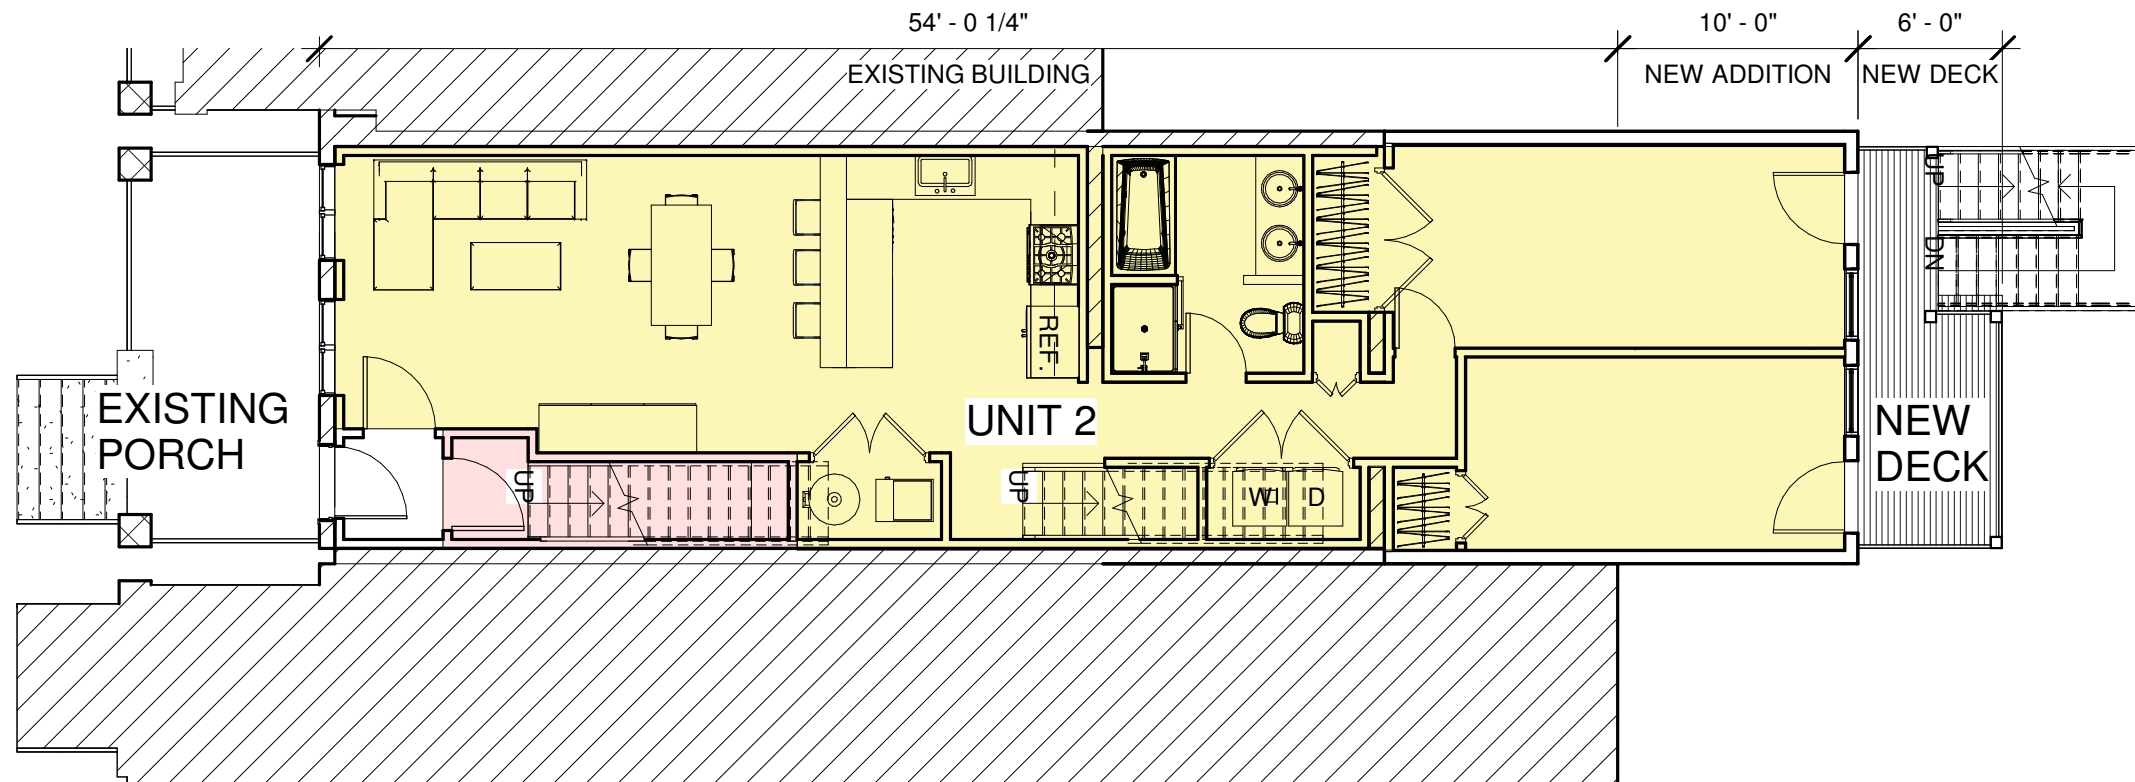 54' - 0 1/4"
10' - 0"
6' - 0"
EXISTING BUILDING
NEW ADDITION
NEW DECK
UP
DN
REF.
EXISTING
PORCH
UNIT 2
NEW
DECK
UP
UP
W
D